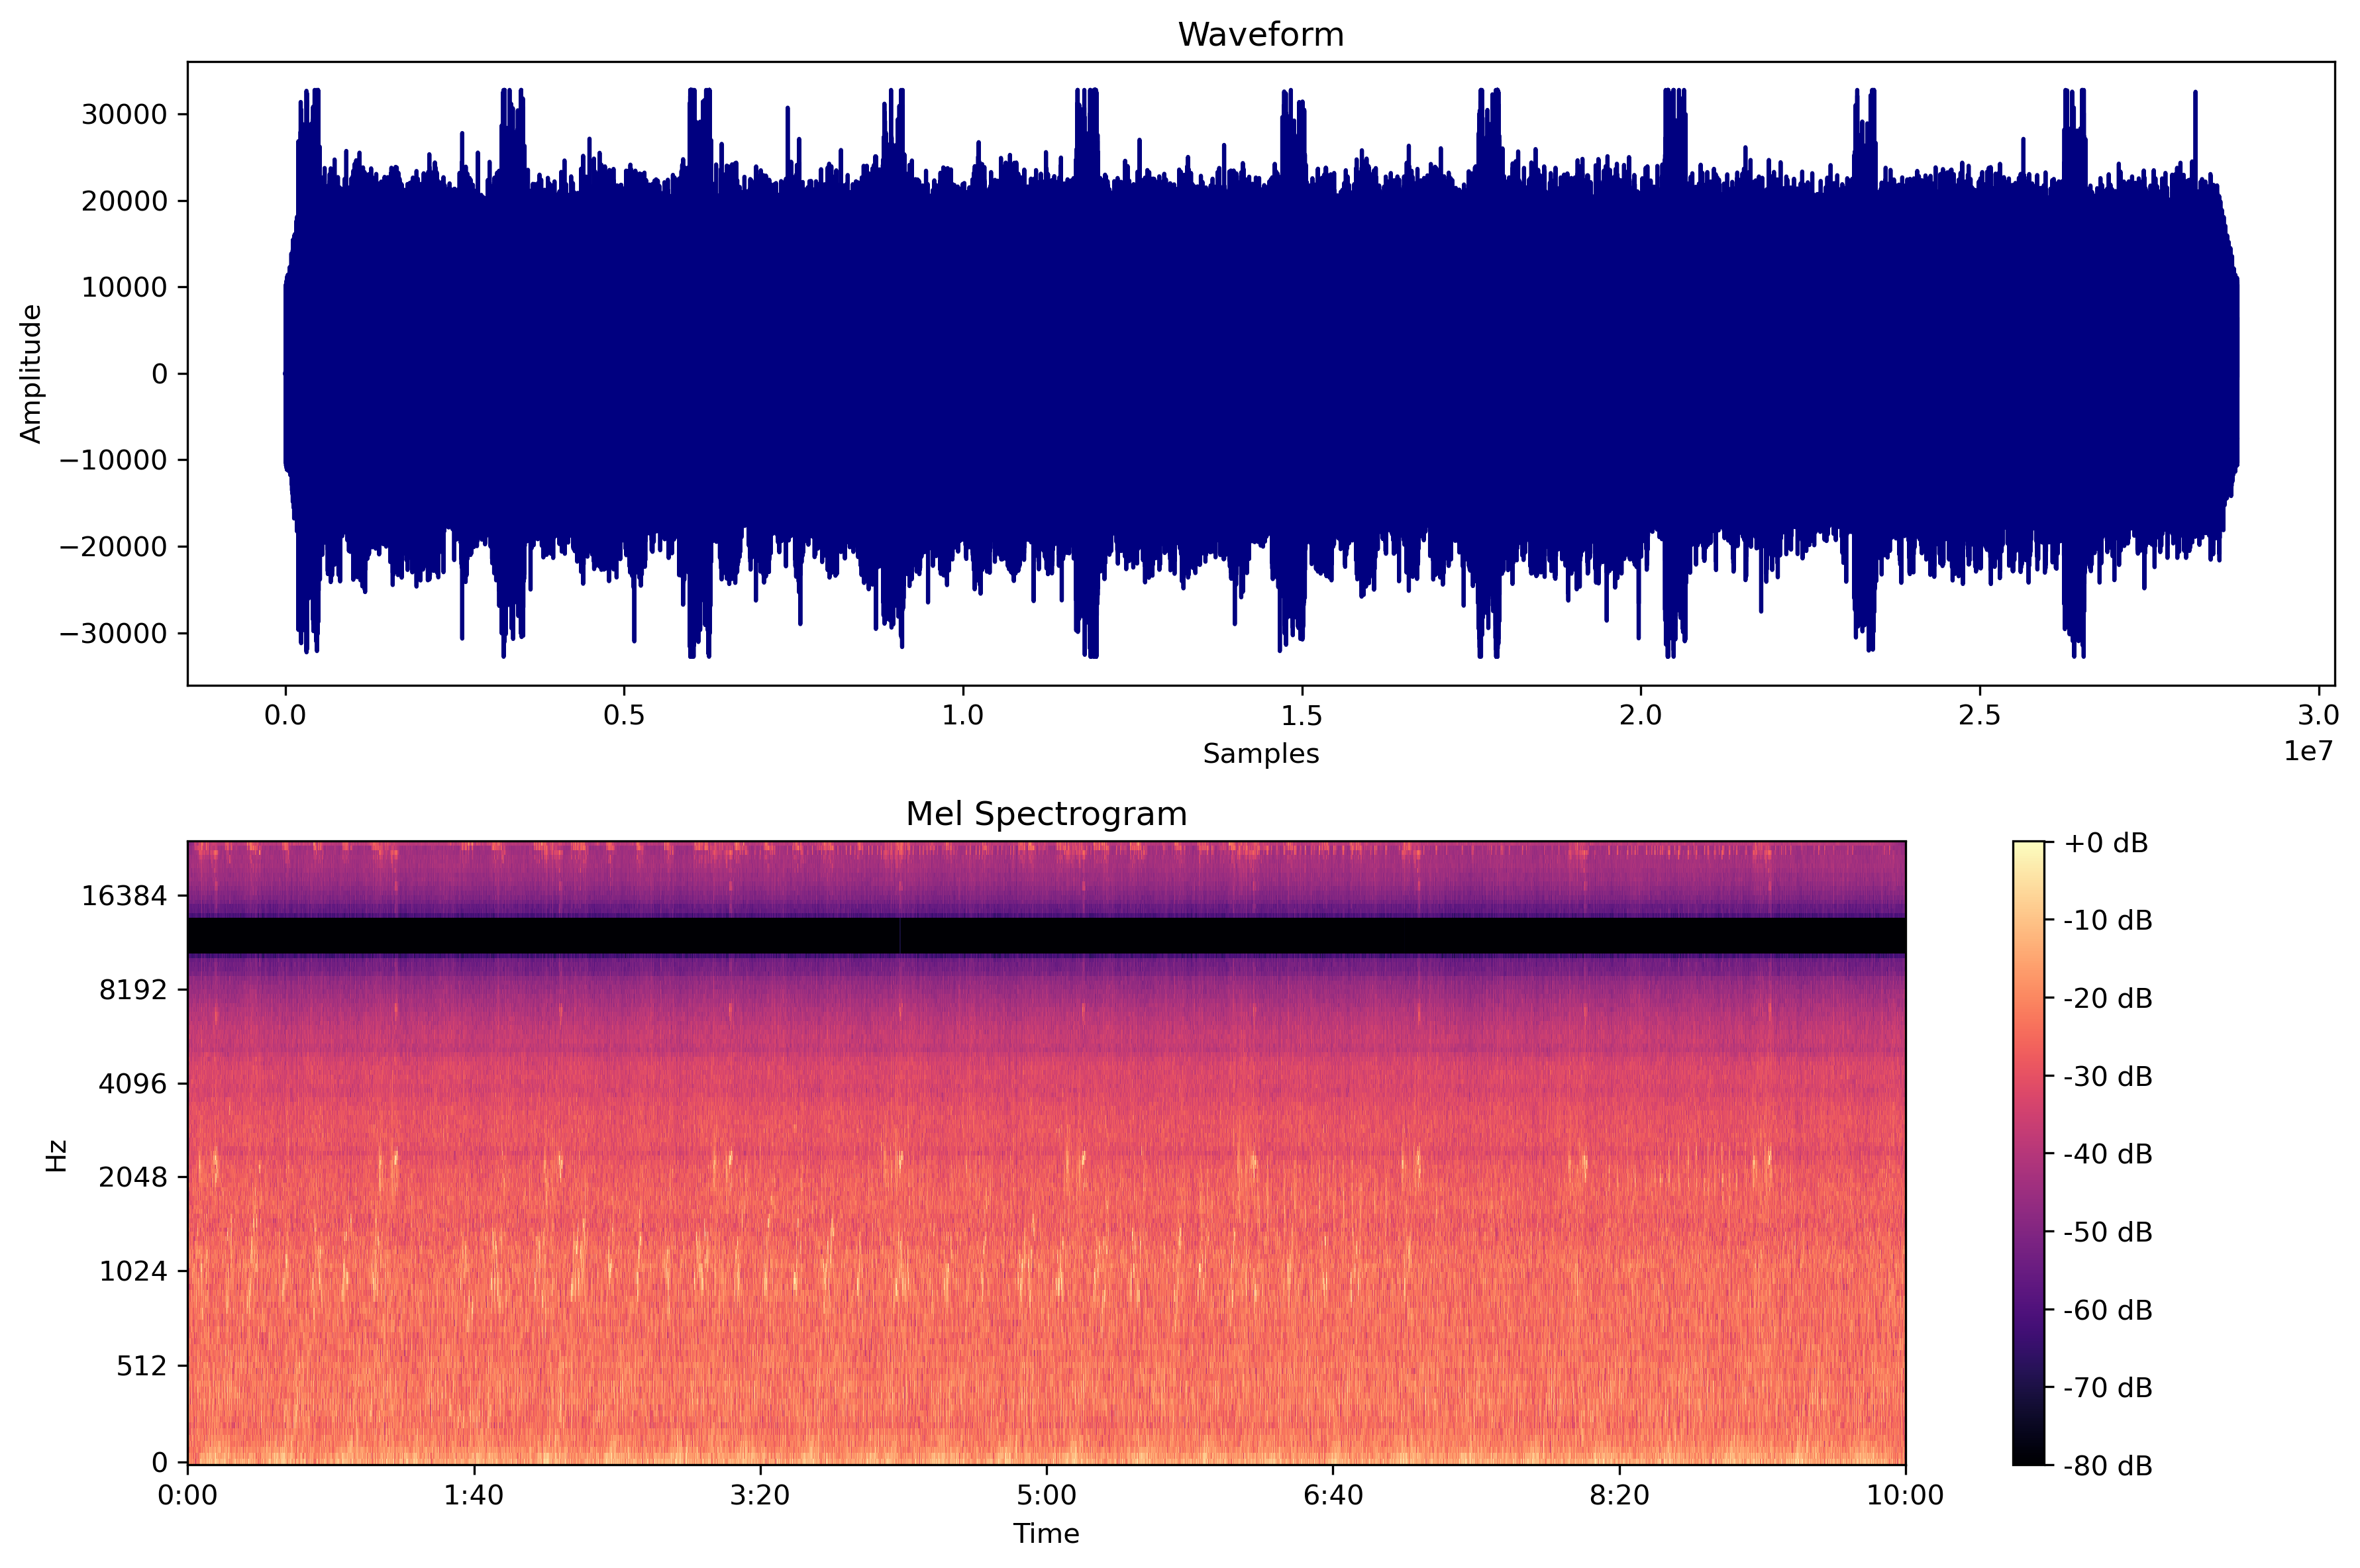 Waveform
30000
20000
10000
0
−10000
−20000
−30000
Amplitude
0.0 0.5 1.0 1.5 2.0 2.5 3.0
Samples
1e7
Mel Spectrogram
16384
8192
4096
2048
1024
512
0
Hz
0:00 1:40 3:20 5:00 6:40 8:20 10:00
Time
+0 dB
-10 dB
-20 dB
-30 dB
-40 dB
-50 dB
-60 dB
-70 dB
-80 dB